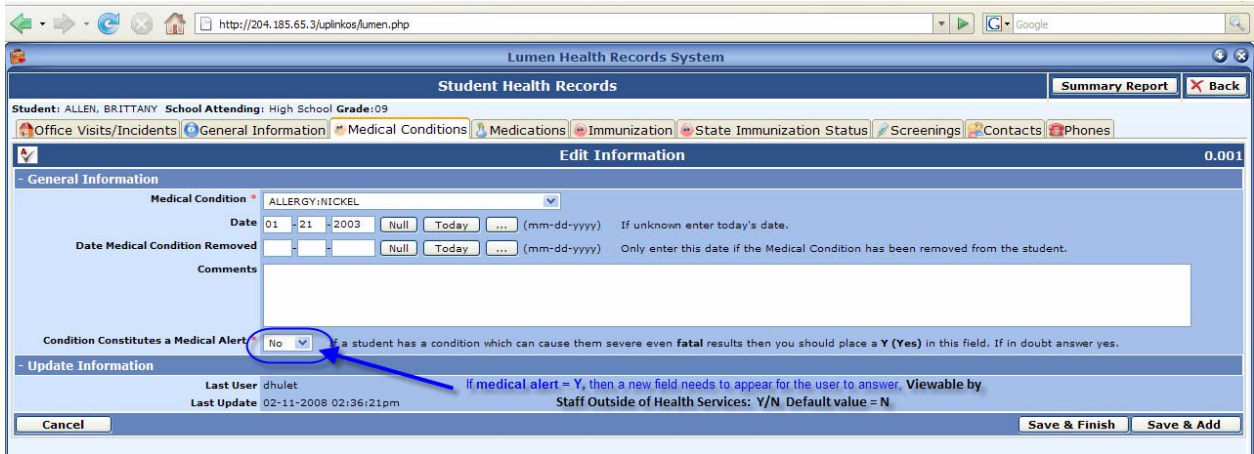 http://204.185.65.3/uplinkos/lumen.php G Google
Lumen Health Records System
Student Health Records Summary Report Back
Student: ALLEN, BRITTANY School Attending: High School Grade:09
Office Visits/Incidents General Information Medical Conditions Medications Immunization State Immunization Status Screenings Contacts Phones
Edit Information 0.001
- General Information
Medical Condition * ALLERGY:NICKEL
Date 01 - 21 - 2003 Null Today ... (mm-dd-yyyy) If unknown enter today's date.
Date Medical Condition Removed - - Null Today ... (mm-dd-yyyy) Only enter this date if the Medical Condition has been removed from the student.
Comments
Condition Constitutes a Medical Alert * No If a student has a condition which can cause them severe even fatal results then you should place a Y (Yes) in this field. If in doubt answer yes.
- Update Information
Last User dhulet If medical alert = Y, then a new field needs to appear for the user to answer, Viewable by
Last Update 02-11-2008 02:36:21pm Staff Outside of Health Services: Y/N Default value = N
Cancel Save & Finish Save & Add